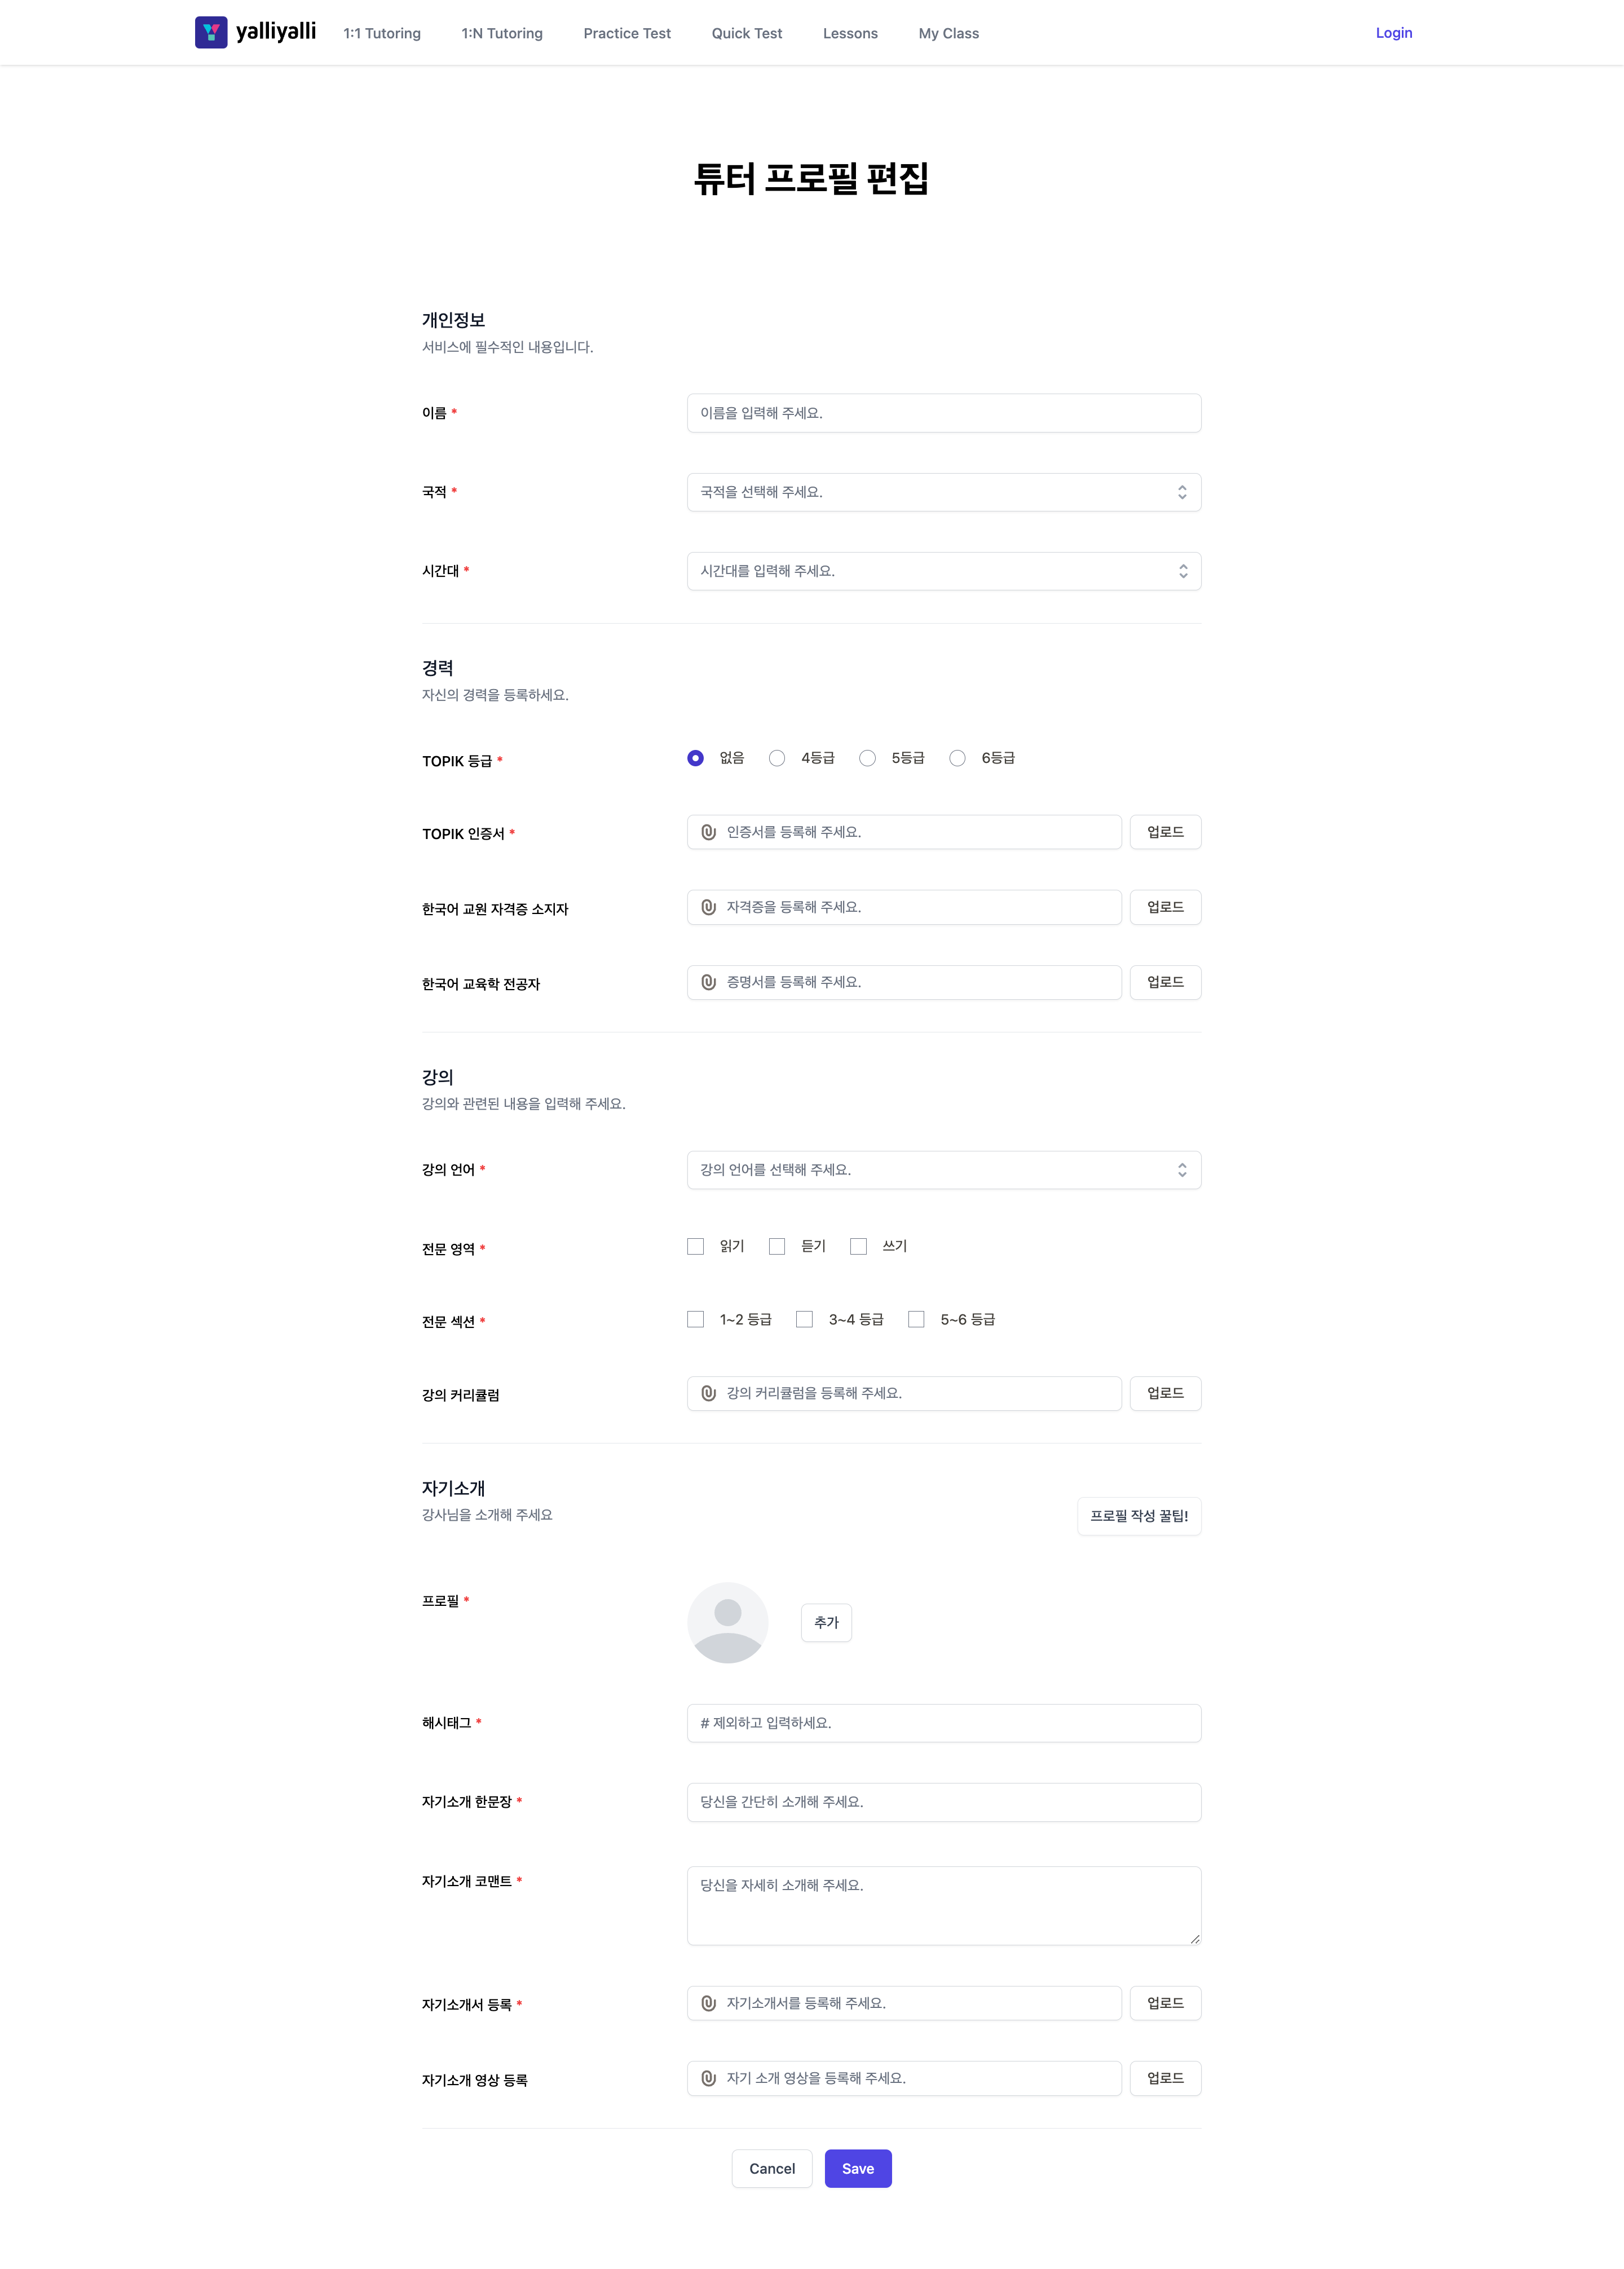 yalliyalli 1:1 Tutoring 1:N Tutoring Practice Test Quick Test Lessons My Class Login
튜터 프로필 편집
개인정보
서비스에 필수적인 내용입니다.
이름 * 이름을 입력해 주세요.
국적 * 국적을 선택해 주세요.
시간대 * 시간대를 입력해 주세요.
경력
자신의 경력을 등록하세요.
TOPIK 등급 * 없음 4등급 5등급 6등급
TOPIK 인증서 * 인증서를 등록해 주세요. 업로드
한국어 교원 자격증 소지자 자격증을 등록해 주세요. 업로드
한국어 교육학 전공자 증명서를 등록해 주세요. 업로드
강의
강의와 관련된 내용을 입력해 주세요.
강의 언어 * 강의 언어를 선택해 주세요.
전문 영역 * 읽기 듣기 쓰기
전문 섹션 * 1~2 등급 3~4 등급 5~6 등급
강의 커리큘럼 강의 커리큘럼을 등록해 주세요. 업로드
자기소개
강사님을 소개해 주세요
프로필 작성 꿀팁!
프로필 * 추가
해시태그 * # 제외하고 입력하세요.
자기소개 한문장 * 당신을 간단히 소개해 주세요.
자기소개 코맨트 * 당신을 자세히 소개해 주세요.
자기소개서 등록 * 자기소개서를 등록해 주세요. 업로드
자기소개 영상 등록 자기 소개 영상을 등록해 주세요. 업로드
Cancel Save